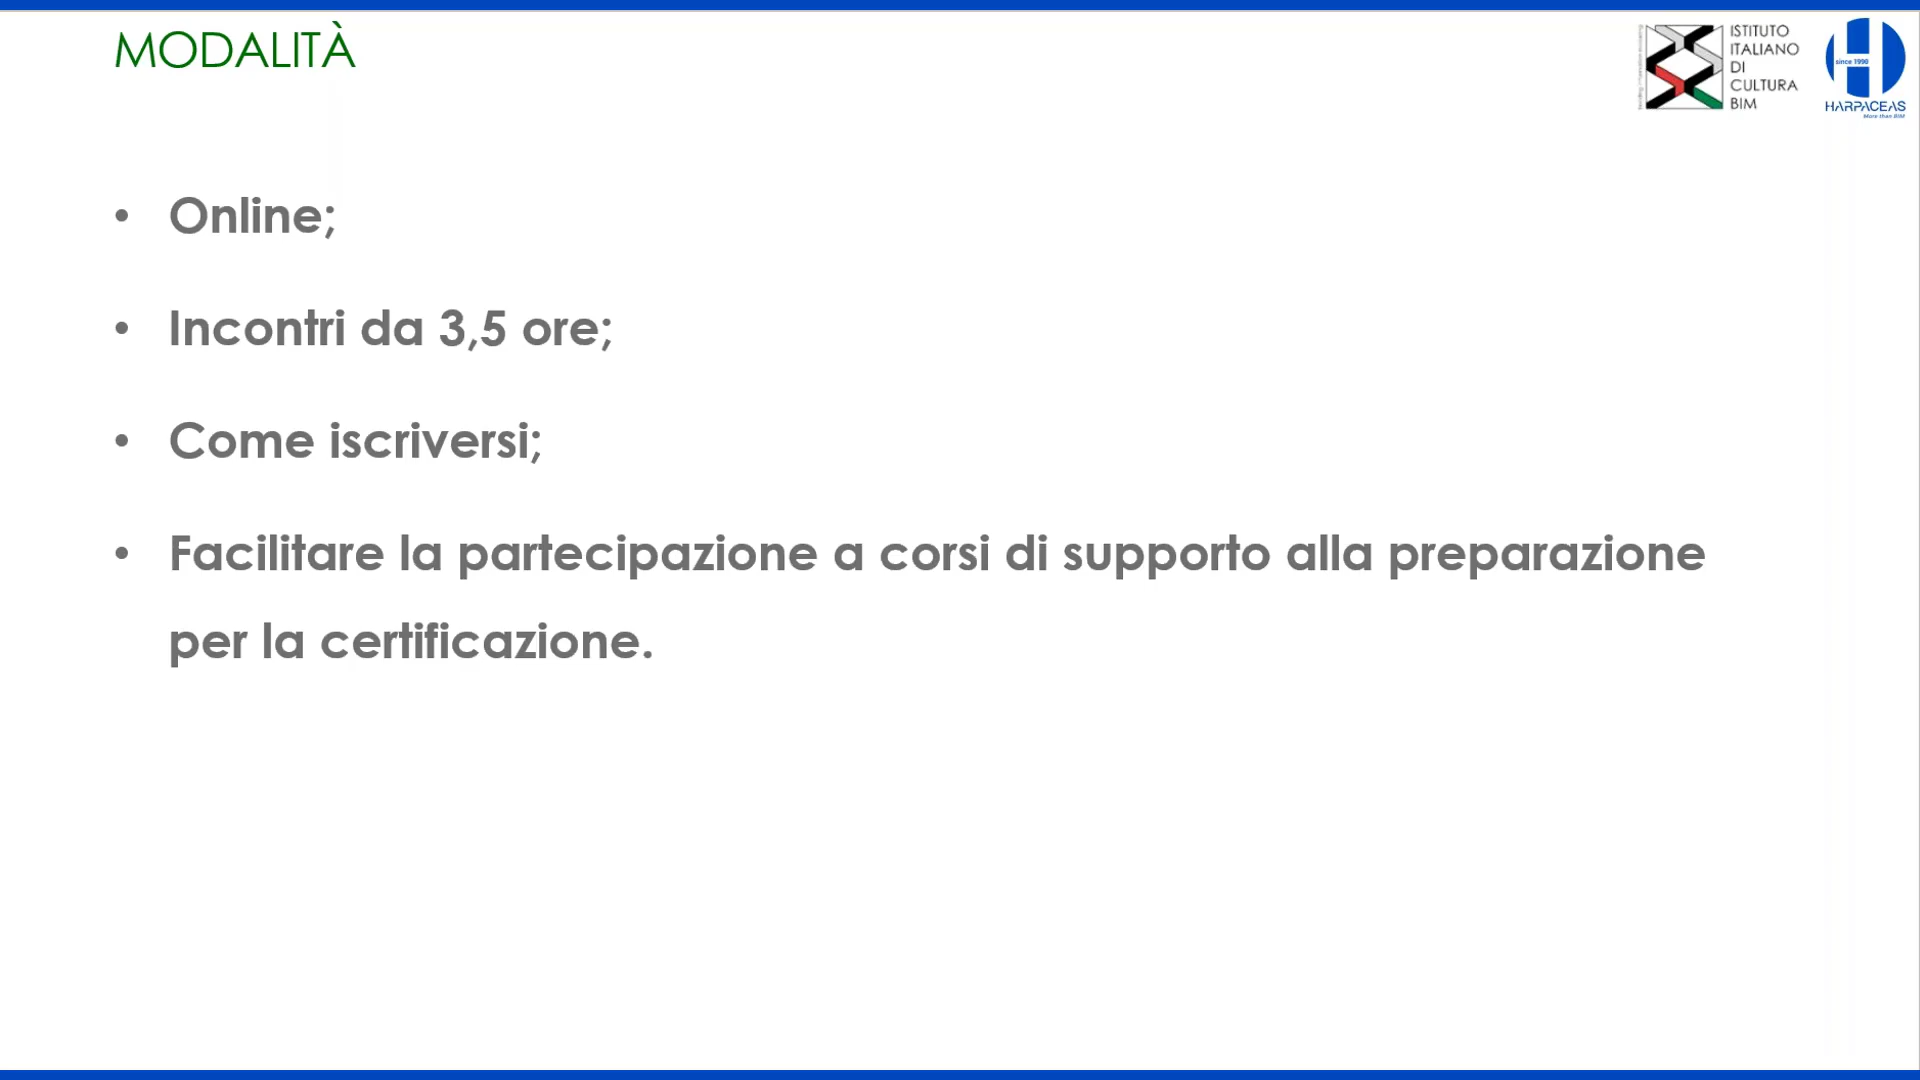 MODALITÀ
ISTITUTO
ITALIANO
DI
CULTURA
BIM
since 1990
HARPACEAS
More than BIM
• Online;
• Incontri da 3,5 ore;
• Come iscriversi;
• Facilitare la partecipazione a corsi di supporto alla preparazione
per la certificazione.